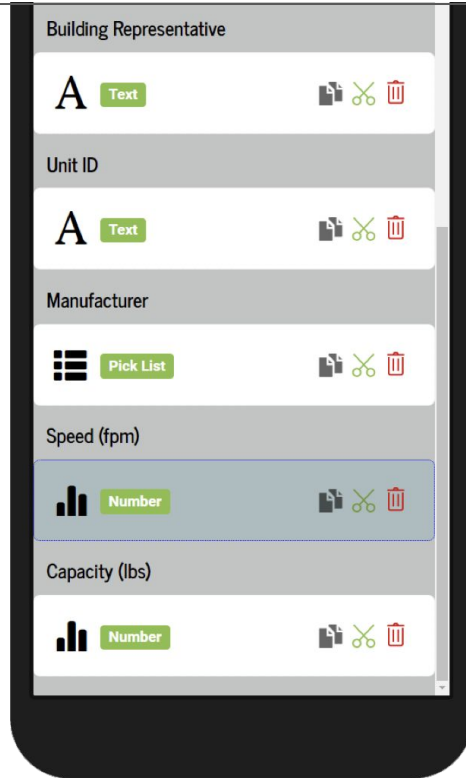 Building Representative
A Text
Unit ID
A Text
Manufacturer
Pick List
Speed (fpm)
Number
Capacity (lbs)
Number